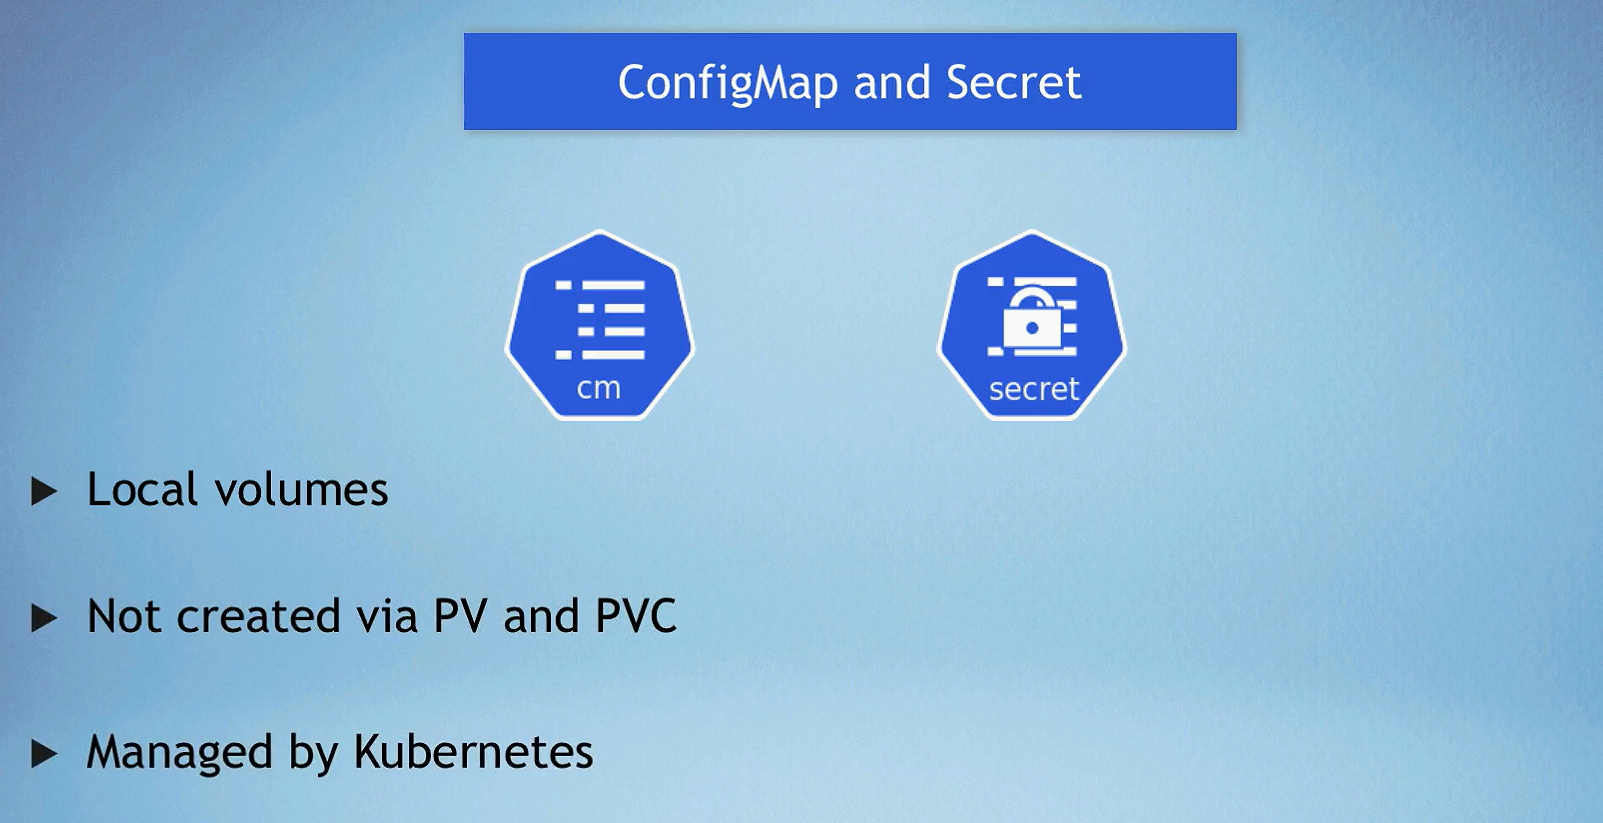 ConfigMap and Secret
cm
secret
Local volumes
Not created via PV and PVC
Managed by Kubernetes